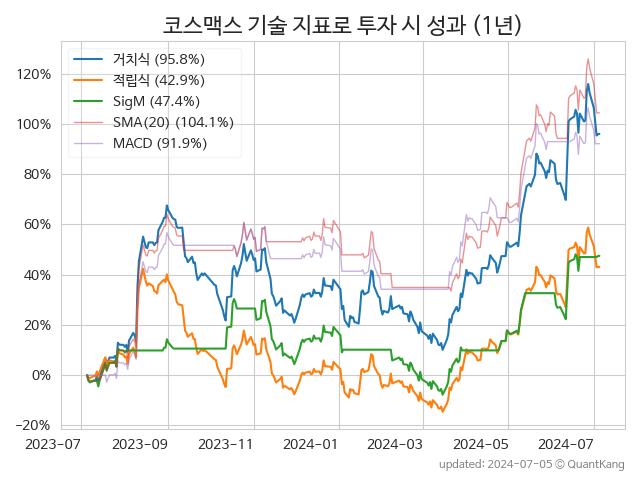 코스맥스 기술 지표로 투자 시 성과 (1년)
거치식 (95.8%)
적립식 (42.9%)
SigM (47.4%)
SMA(20) (104.1%)
MACD (91.9%)
120%
100%
80%
60%
40%
20%
0%
−20%
2023-07 2023-09 2023-11 2024-01 2024-03 2024-05 2024-07
updated: 2024-07-05 © QuantKang